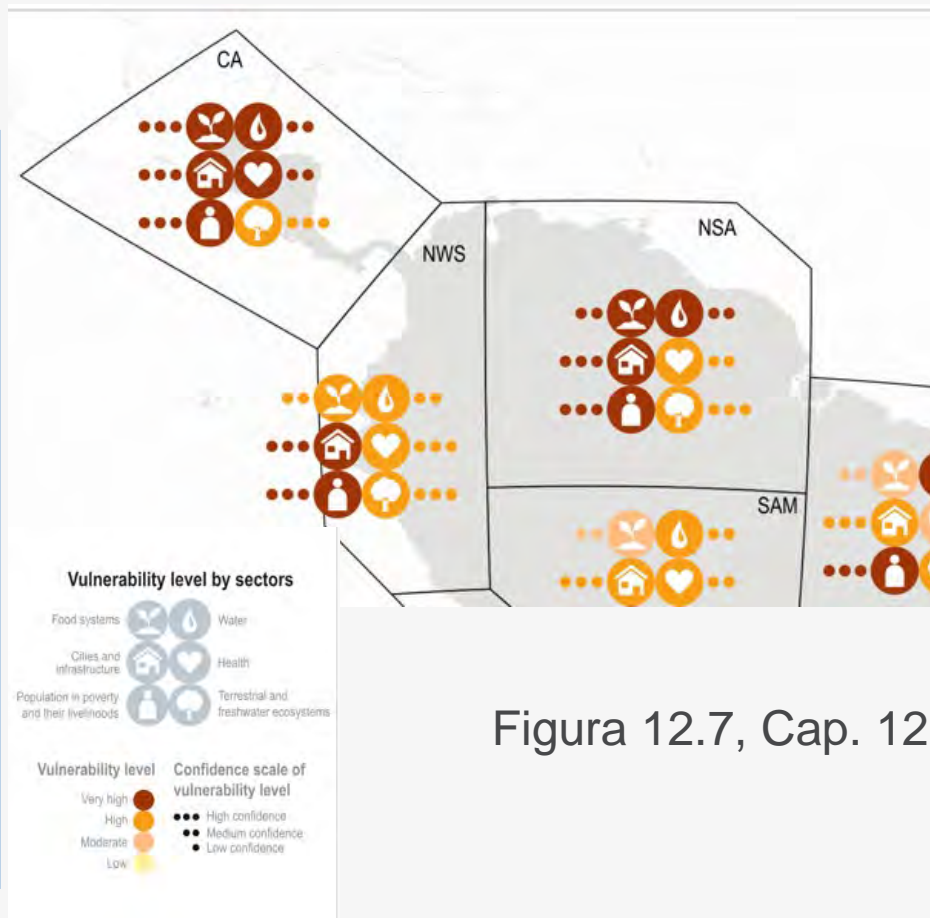 CA
NSA
NWS
SAM
Vulnerability level by sectors
Food systems
Water
Cities and
infrastructure
Health
Population in poverty
and their livelihoods
Terrestrial and
freshwater ecosystems
Figura 12.7, Cap. 12
Vulnerability level
Very high
High
Moderate
Low
Confidence scale of
vulnerability level
High confidence
Medium confidence
Low confidence